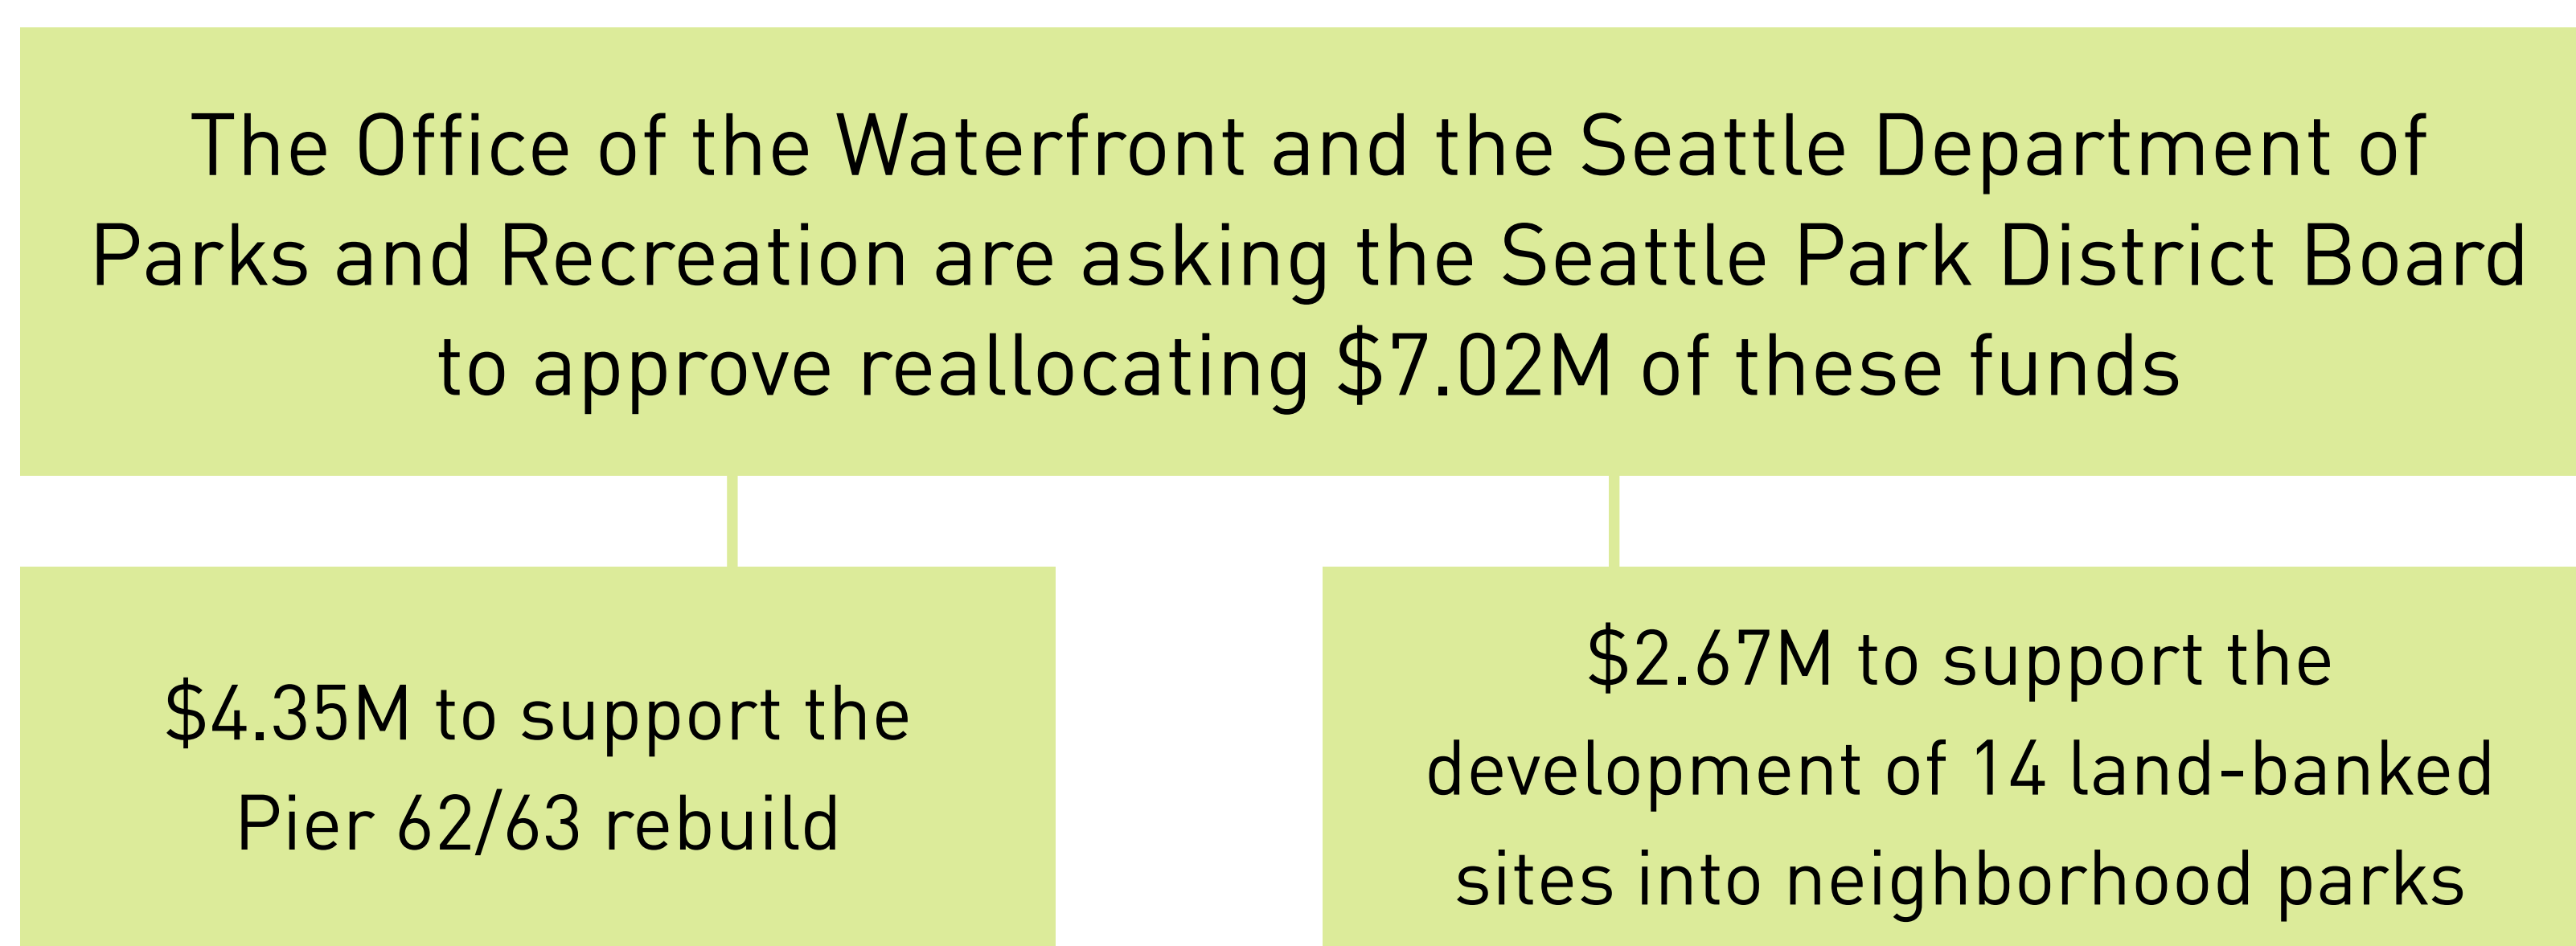 The Office of the Waterfront and the Seattle Department of
Parks and Recreation are asking the Seattle Park District Board
to approve reallocating $7.02M of these funds
$4.35M to support the
Pier 62/63 rebuild
$2.67M to support the
development of 14 land-banked
sites into neighborhood parks